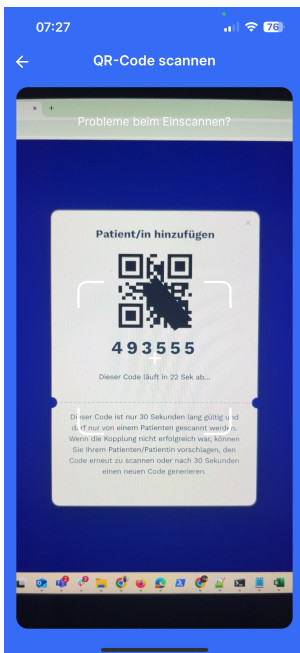 07:27
76
QR-Code scannen
Probleme beim Einscannen?
Patient/in hinzufügen
493555
Dieser Code läuft in 22 Sek ab...
Dieser Code ist nur 30 Sekunden lang gültig und
darf nur von einem Patienten gescannt werden.
Wenn die Kopplung nicht erfolgreich war, können
Sie Ihrem Patienten/Patientin vorschlagen, den
Code erneut zu scannen oder nach 30 Sekunden
einen neuen Code generieren.